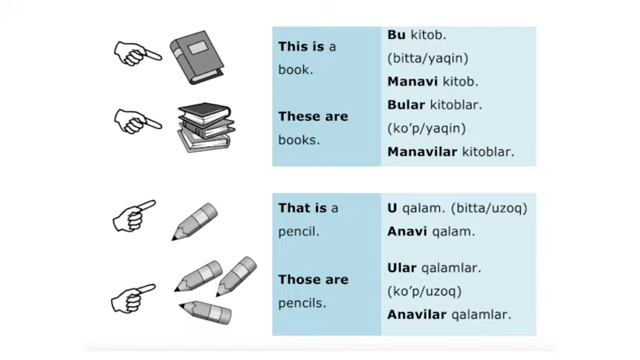 This is a
book.
These are
books.
Bu kitob.
(bitta/yaqin)
Manavi kitob.
Bular kitoblar.
(ko'p/yaqin)
Manavilar kitoblar.
That is a
pencil.
Those are
pencils.
U qalam. (bitta/uzoq)
Anavi qalam.
Ular qalamlar.
(ko'p/uzoq)
Anavilar qalamlar.